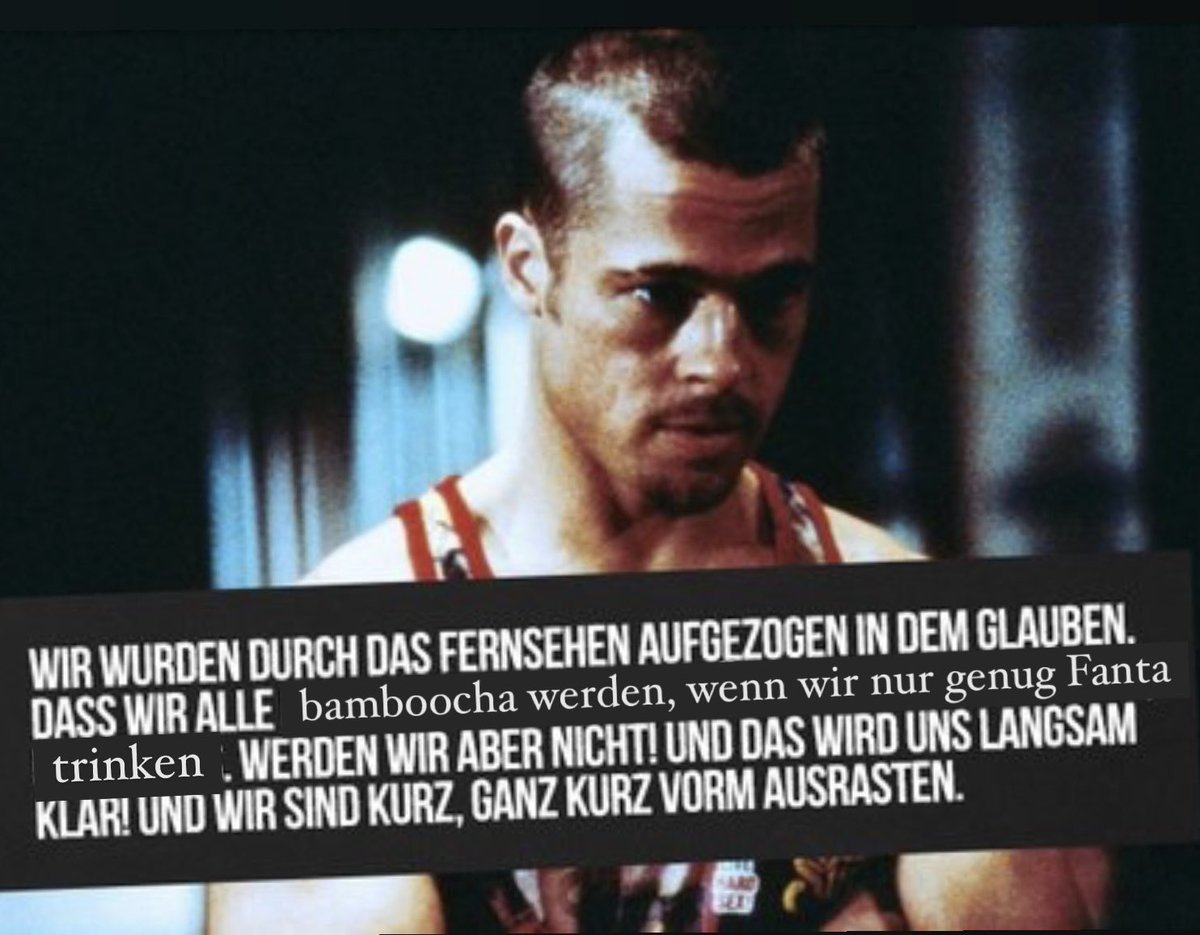 WIR WURDEN DURCH DAS FERNSEHEN AUFGEZOGEN IN DEM GLAUBEN.
DASS WIR ALLE bamboocha werden, wenn wir nur genug Fanta
trinken . WERDEN WIR ABER NICHT! UND DAS WIRD UNS LANGSAM
KLAR! UND WIR SIND KURZ, GANZ KURZ VORM AUSRASTEN.